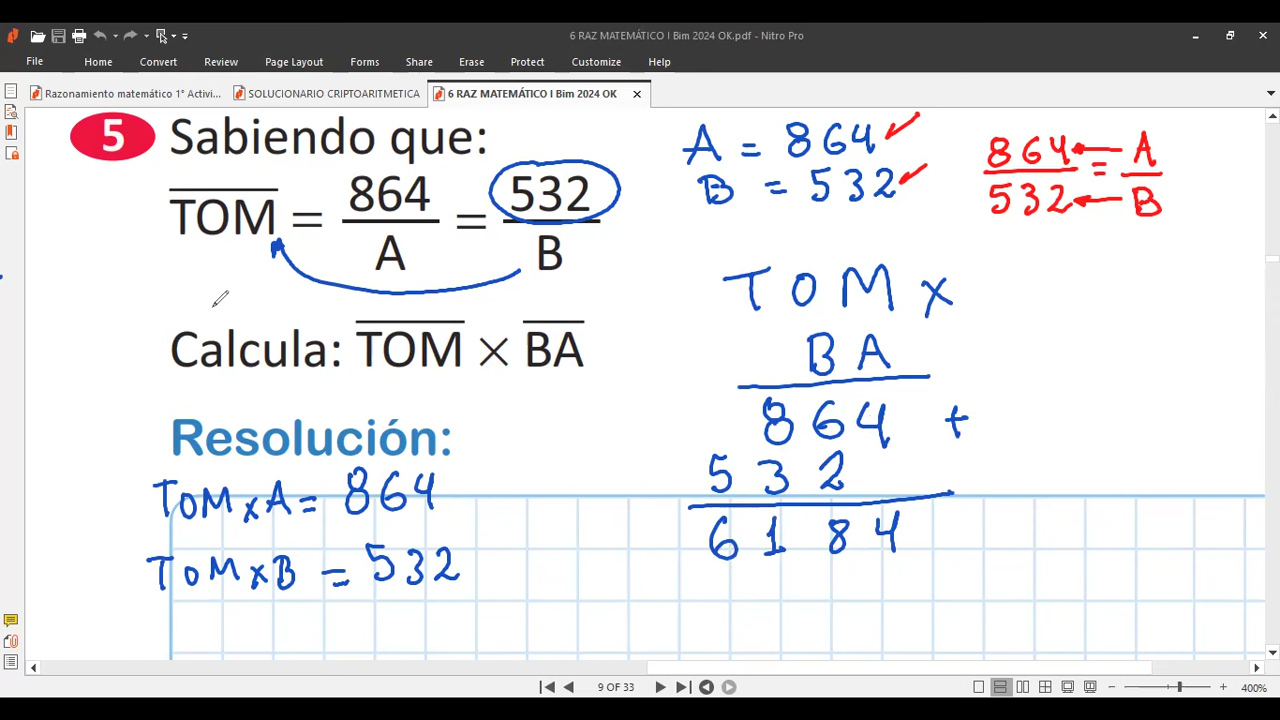 6 RAZ MATEMÁTICO I Bim 2024 OK.pdf - Nitro Pro
File Home Convert Review Page Layout Forms Share Erase Protect Customize
Razonamiento matemático 1° Activi... SOLUCIONARIO CRIPTOARITMETICA 6 RAZ MATEMÁTICO I Bim 2024 OK
5 Sabiendo que:
TOM = 864/A = 532/B
Calcula: TOM × BA
Resolución:
TOM x A = 864
TOM x B = 532
A = 864
B = 532
864/532 = A/B
TOM x
BA
864 +
532
6184
9 OF 33
400%